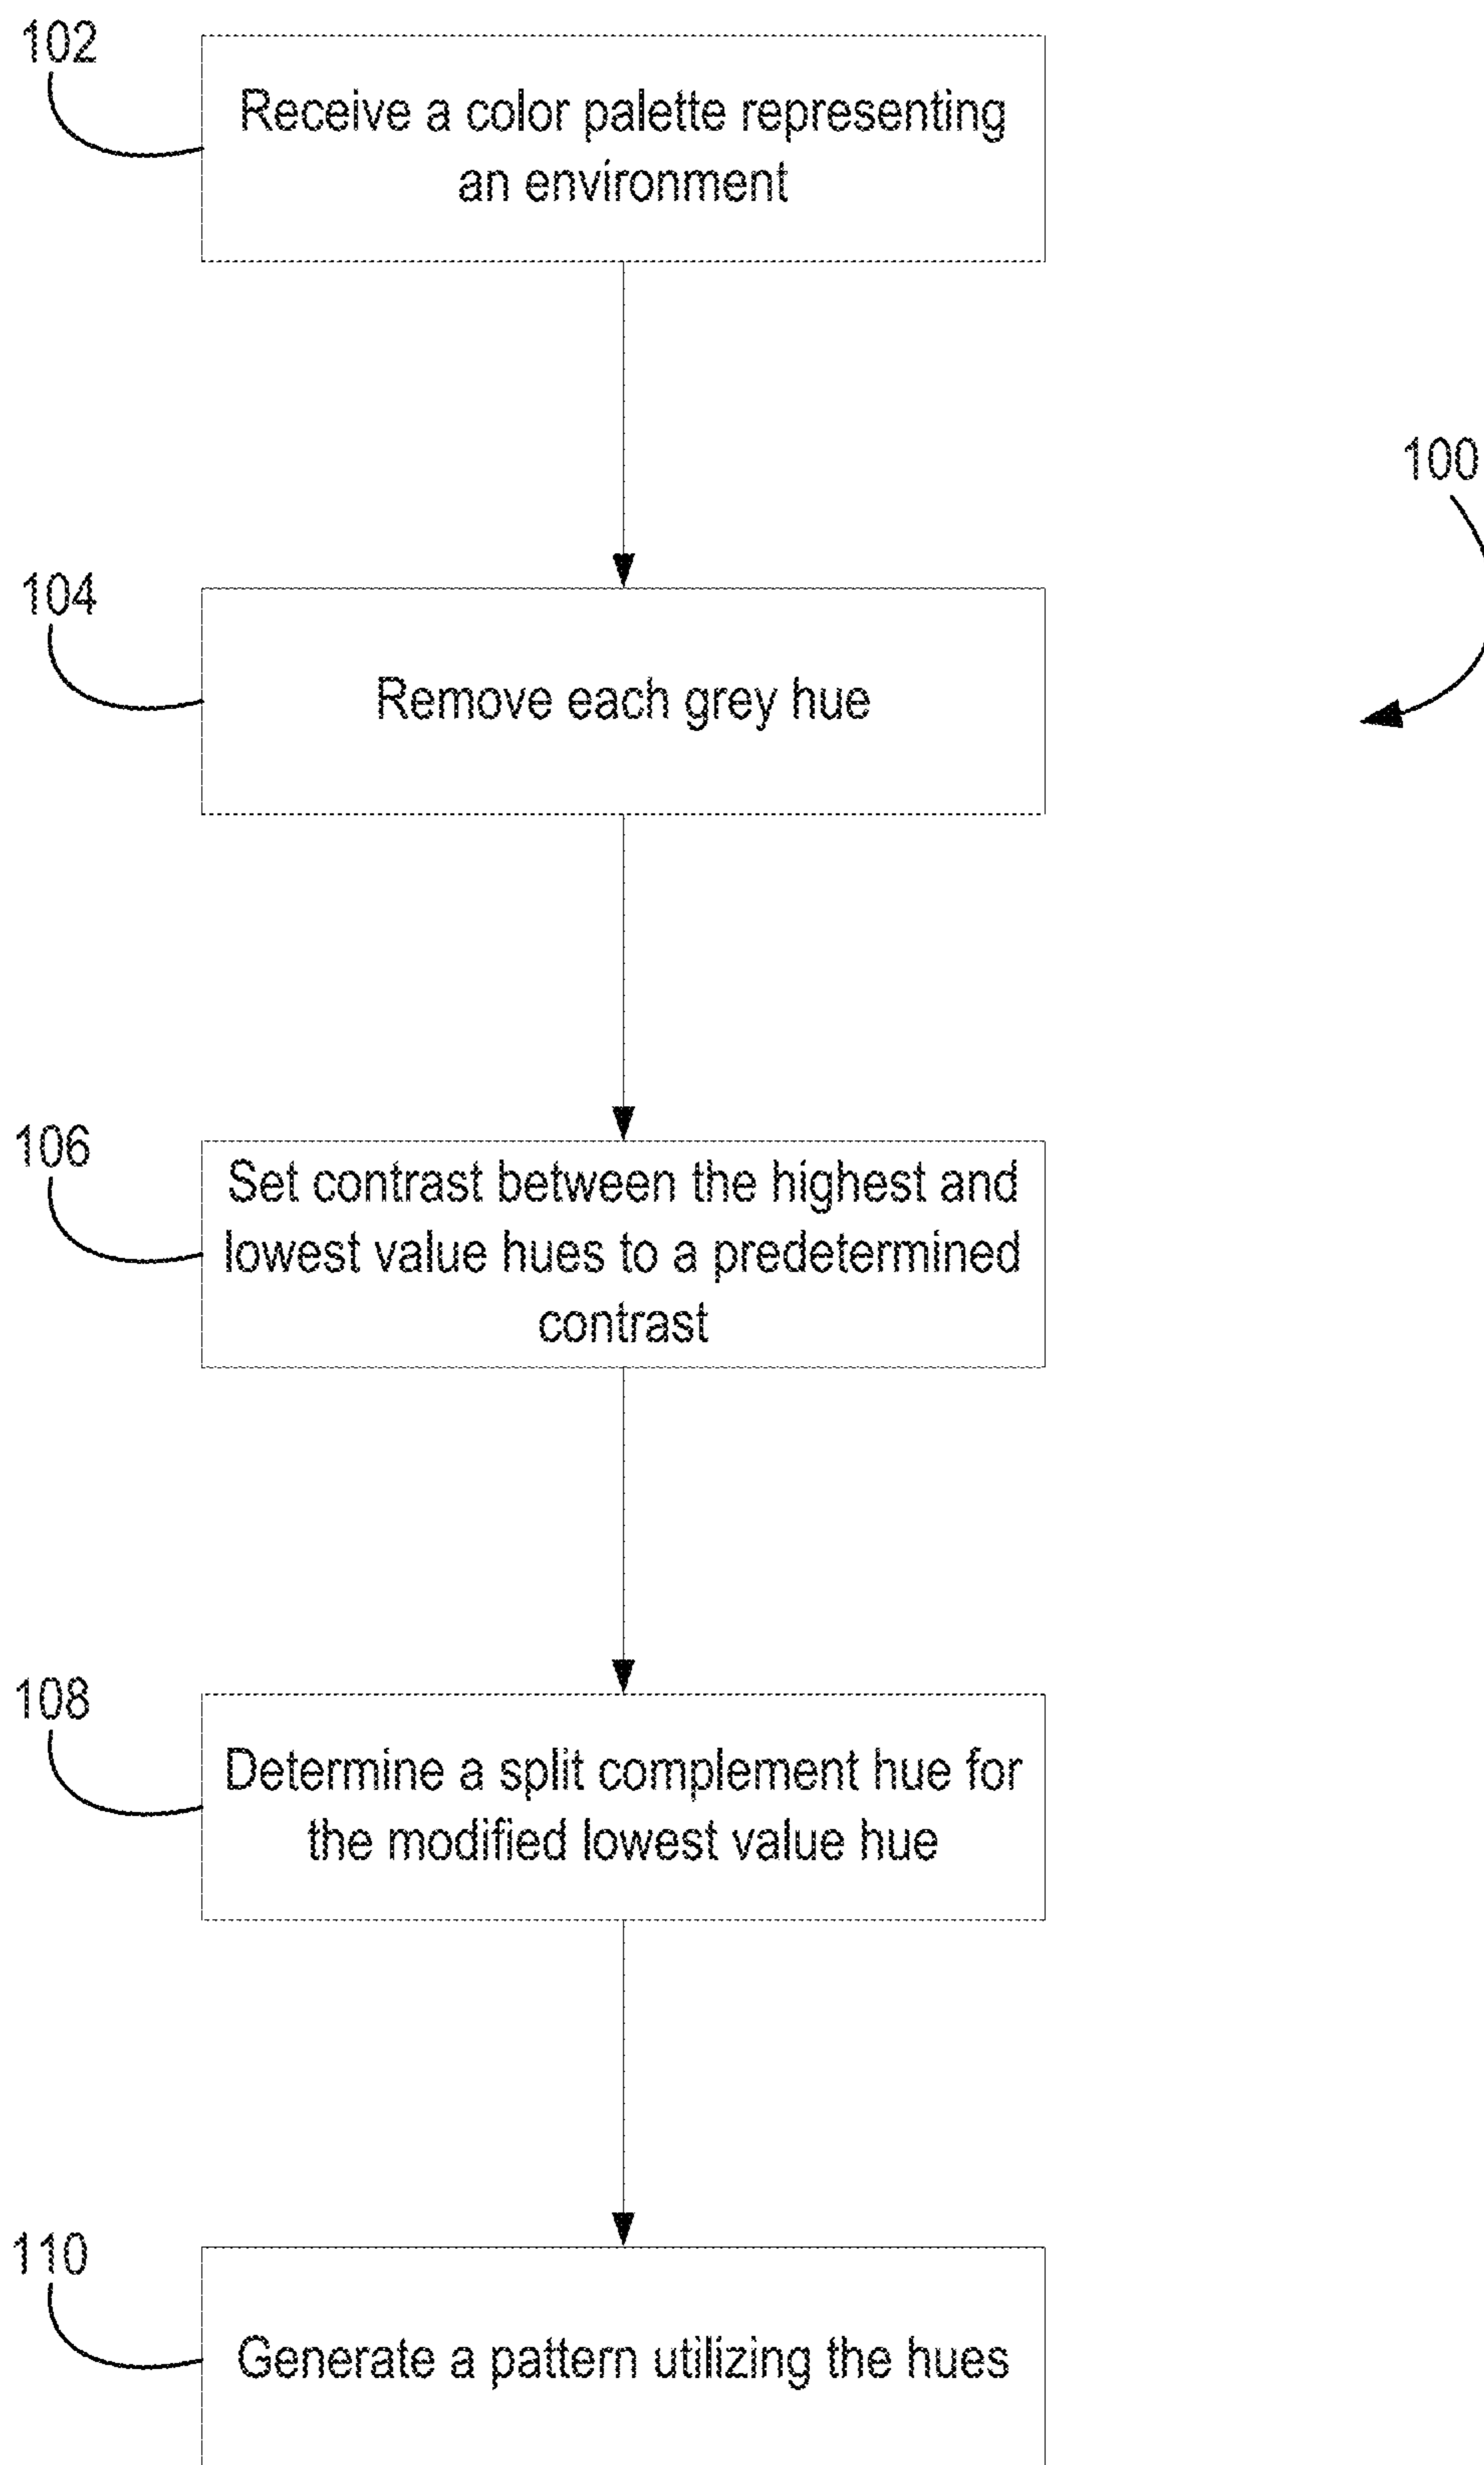 102
Receive a color palette representing
an environment
100
104
Remove each grey hue
106
Set contrast between the highest and
lowest value hues to a predetermined
contrast
108
Determine a split complement hue for
the modified lowest value hue
110
Generate a pattern utilizing the hues